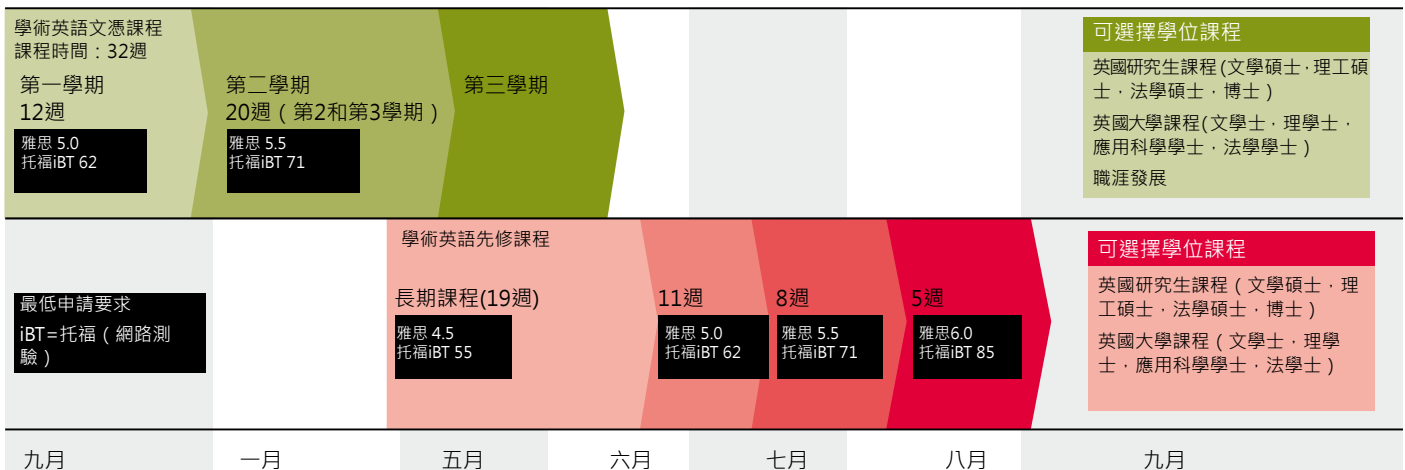 學術英語文憑課程
課程時間：32週
第一學期
12週
雅思 5.0
托福iBT 62
第二學期
20週（第2和第3學期）
雅思 5.5
托福iBT 71
第三學期
可選擇學位課程
英國研究生課程(文學碩士‧理工碩
士‧法學碩士‧博士）
英國大學課程(文學士‧理學士‧
應用科學學士‧法學學士）
職涯發展
最低申請要求
iBT=托福（網路測
驗）
學術英語先修課程
長期課程(19週)
雅思 4.5
托福iBT 55
11週
雅思 5.0
托福iBT 62
8週
雅思 5.5
托福iBT 71
5週
雅思6.0
托福iBT 85
可選擇學位課程
英國研究生課程（文學碩士‧理
工碩士‧法學碩士‧博士）
英國大學課程（文學士‧理學
士‧應用科學學士‧法學士）
九月
一月
五月
六月
七月
八月
九月